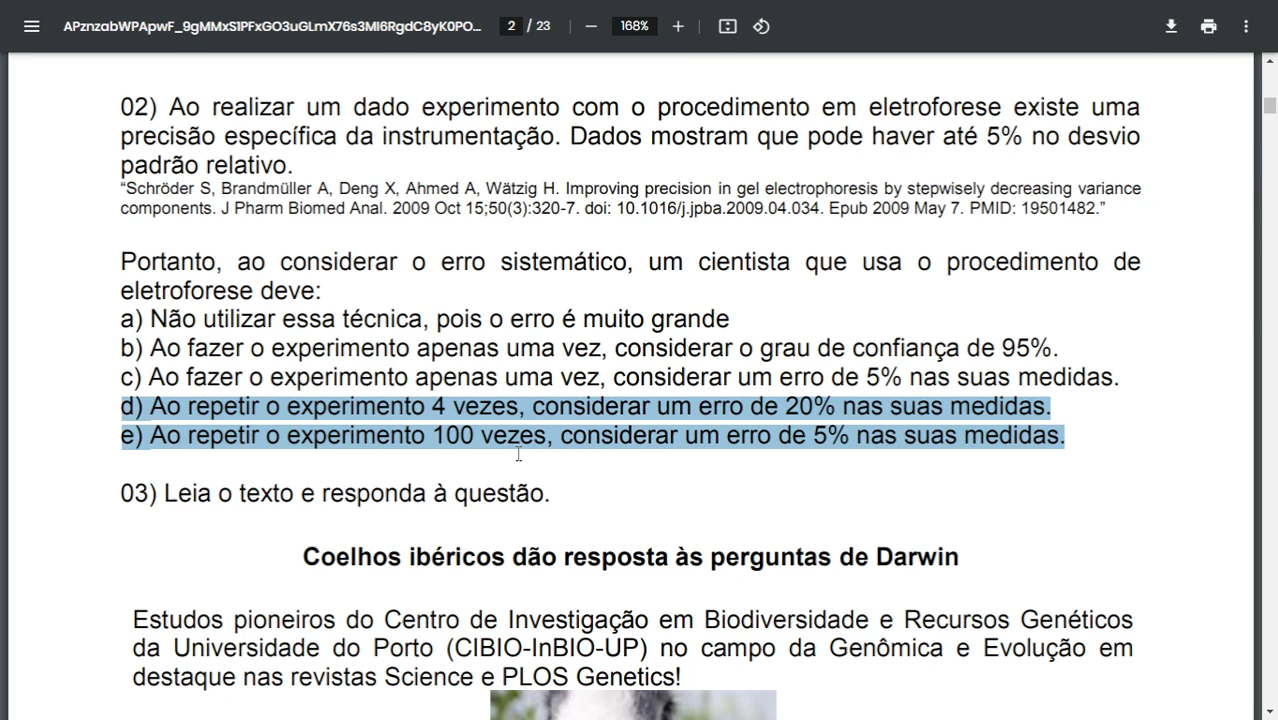 APznzabWPApwF_9gMMxS1PFxGO3uGLmX76s3Ml6RgdC8yK0PO... 2 / 23 168%
02) Ao realizar um dado experimento com o procedimento em eletroforese existe uma
precisão específica da instrumentação. Dados mostram que pode haver até 5% no desvio
padrão relativo.
“Schröder S, Brandmüller A, Deng X, Ahmed A, Wätzig H. Improving precision in gel electrophoresis by stepwisely decreasing variance
components. J Pharm Biomed Anal. 2009 Oct 15;50(3):320-7. doi: 10.1016/j.jpba.2009.04.034. Epub 2009 May 7. PMID: 19501482.”
Portanto, ao considerar o erro sistemático, um cientista que usa o procedimento de
eletroforese deve:
a) Não utilizar essa técnica, pois o erro é muito grande
b) Ao fazer o experimento apenas uma vez, considerar o grau de confiança de 95%.
c) Ao fazer o experimento apenas uma vez, considerar um erro de 5% nas suas medidas.
d) Ao repetir o experimento 4 vezes, considerar um erro de 20% nas suas medidas.
e) Ao repetir o experimento 100 vezes, considerar um erro de 5% nas suas medidas.
03) Leia o texto e responda à questão.
Coelhos ibéricos dão resposta às perguntas de Darwin
Estudos pioneiros do Centro de Investigação em Biodiversidade e Recursos Genéticos
da Universidade do Porto (CIBIO-InBIO-UP) no campo da Genômica e Evolução em
destaque nas revistas Science e PLOS Genetics!